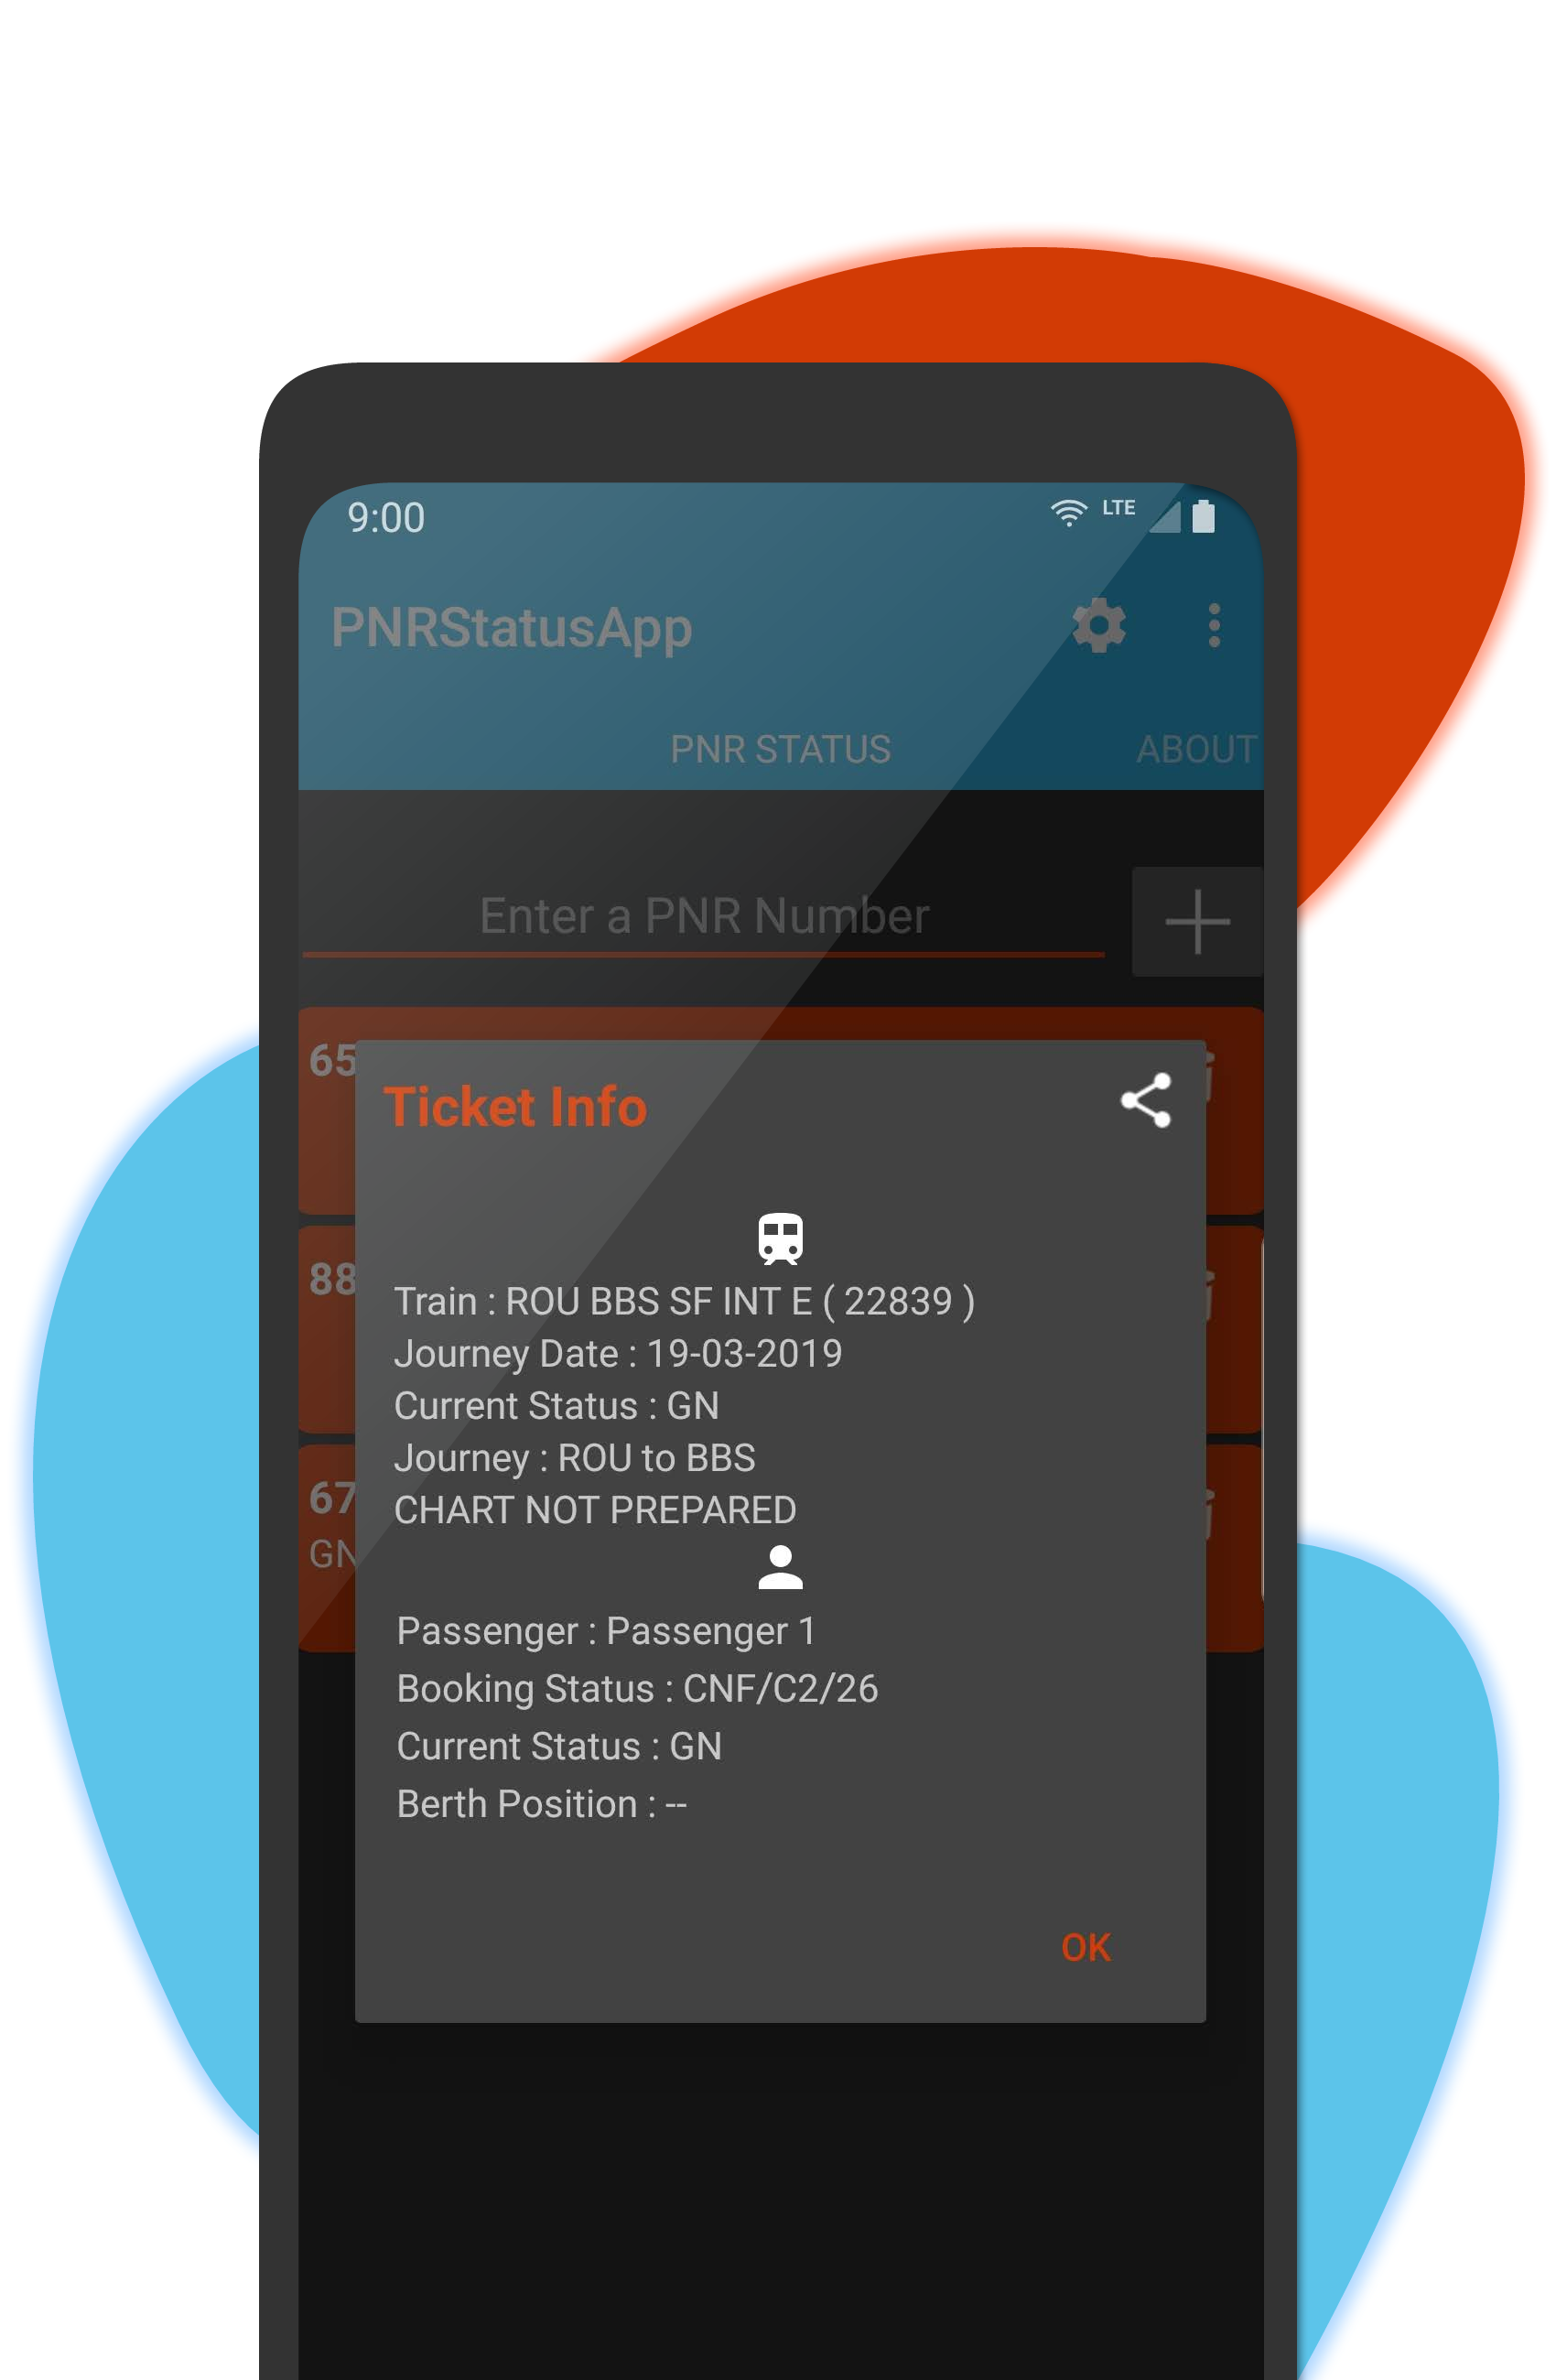 9:00
LTE
PNRStatusApp
PNR STATUS
ABOUT
Enter a PNR Number
65
Ticket Info
88
Train : ROU BBS SF INT E ( 22839 )
Journey Date : 19-03-2019
Current Status : GN
Journey : ROU to BBS
CHART NOT PREPARED
67
GN
Passenger : Passenger 1
Booking Status : CNF/C2/26
Current Status : GN
Berth Position : --
OK